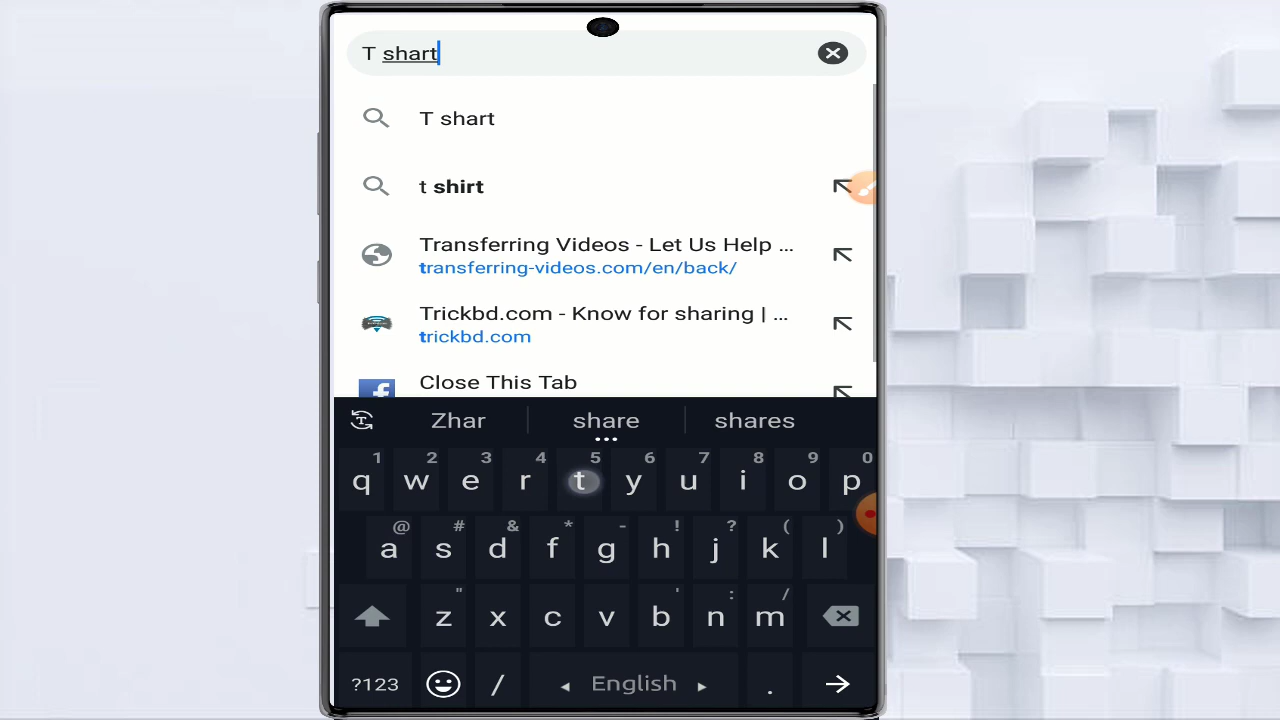 T shart
T shart
t shirt
Transferring Videos - Let Us Help ...
transferring-videos.com/en/back/
Trickbd.com - Know for sharing | ...
trickbd.com
Close This Tab
Zhar share shares
1 2 3 4 5 6 7 8 9 0
q w e r t y u i o p
@ # & * - ! ? ( )
a s d f g h j k l
" ' : /
z x c v b n m
?123 / English .